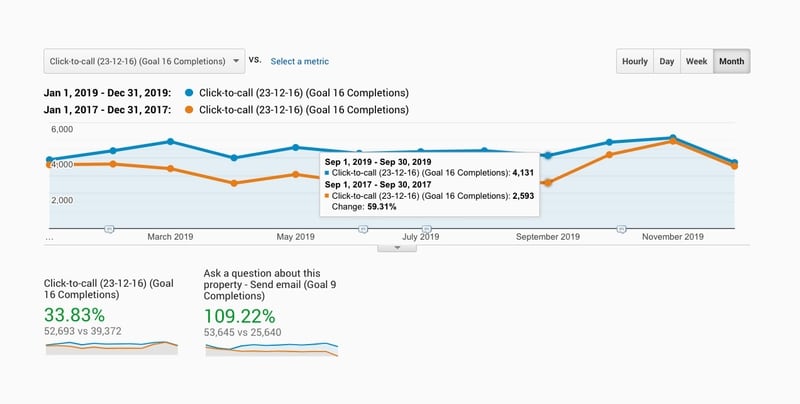 Click-to-call (23-12-16) (Goal 16 Completions)
vs.
Select a metric
Hourly
Day
Week
Month
Jan 1, 2019 - Dec 31, 2019:
Click-to-call (23-12-16) (Goal 16 Completions)
Jan 1, 2017 - Dec 31, 2017:
Click-to-call (23-12-16) (Goal 16 Completions)
6,000
4,000
2,000
Sep 1, 2019 - Sep 30, 2019
Click-to-call (23-12-16) (Goal 16 Completions): 4,131
Sep 1, 2017 - Sep 30, 2017
Click-to-call (23-12-16) (Goal 16 Completions): 2,593
Change: 59.31%
...
March 2019
May 2019
July 2019
September 2019
November 2019
Click-to-call (23-12-16) (Goal
16 Completions)
33.83%
52,693 vs 39,372
Ask a question about this
property - Send email (Goal 9
Completions)
109.22%
53,645 vs 25,640